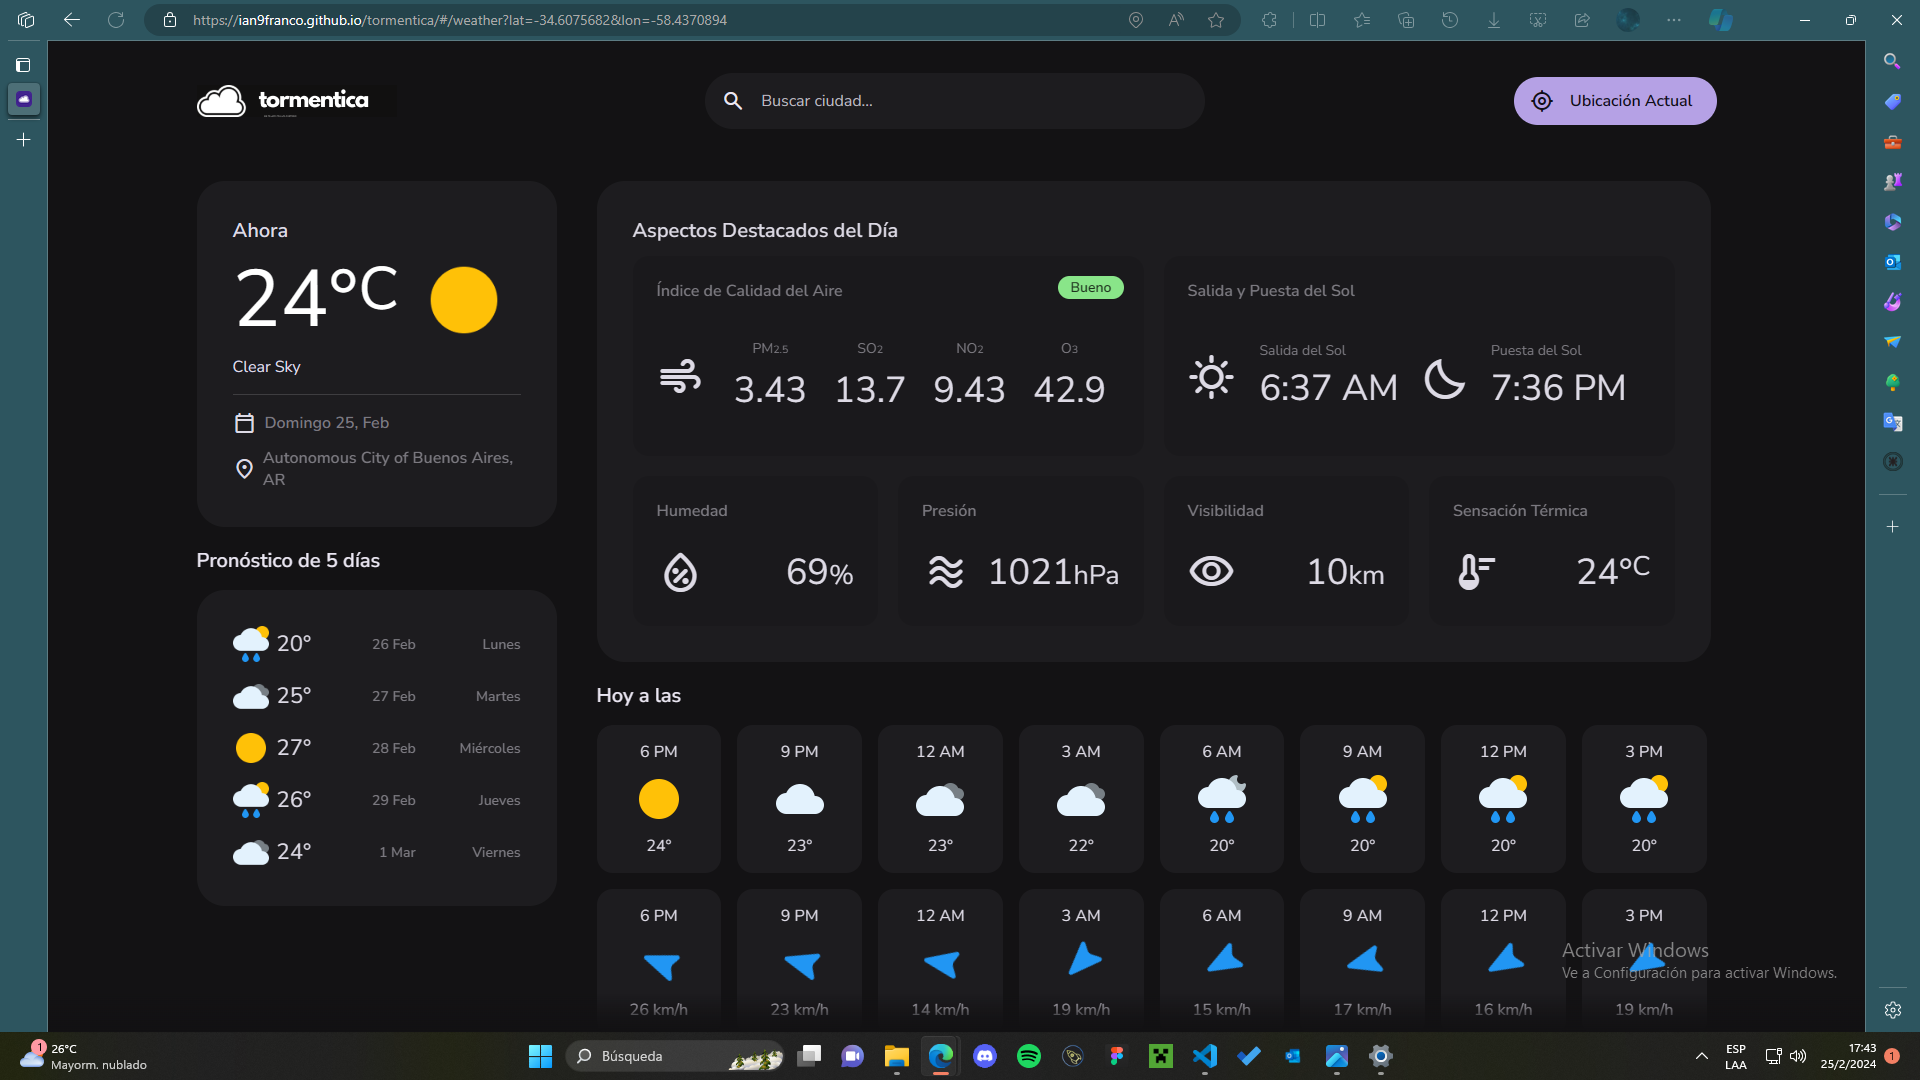 https://ian9franco.github.io/tormentica/#/weather?lat=-34.6075682&lon=-58.4370894
tormentica
Buscar ciudad...
Ubicación Actual
Ahora
24°C
Clear Sky
Domingo 25, Feb
Autonomous City of Buenos Aires,
AR
Pronóstico de 5 días
20° 26 Feb Lunes
25° 27 Feb Martes
27° 28 Feb Miércoles
26° 29 Feb Jueves
24° 1 Mar Viernes
Aspectos Destacados del Día
Índice de Calidad del Aire Bueno
PM2.5 SO2 NO2 O3
3.43 13.7 9.43 42.9
Salida y Puesta del Sol
Salida del Sol Puesta del Sol
6:37 AM 7:36 PM
Humedad
69%
Presión
1021hPa
Visibilidad
10km
Sensación Térmica
24°C
Hoy a las
6 PM 9 PM 12 AM 3 AM 6 AM 9 AM 12 PM 3 PM
24° 23° 23° 22° 20° 20° 20° 20°
6 PM 9 PM 12 AM 3 AM 6 AM 9 AM 12 PM 3 PM
26 km/h 23 km/h 14 km/h 19 km/h 15 km/h 17 km/h 16 km/h 19 km/h
Activar Windows
Ve a Configuración para activar Windows.
1
26°C
Mayorm. nublado
Búsqueda
ESP
LAA
17:43
25/2/2024
1